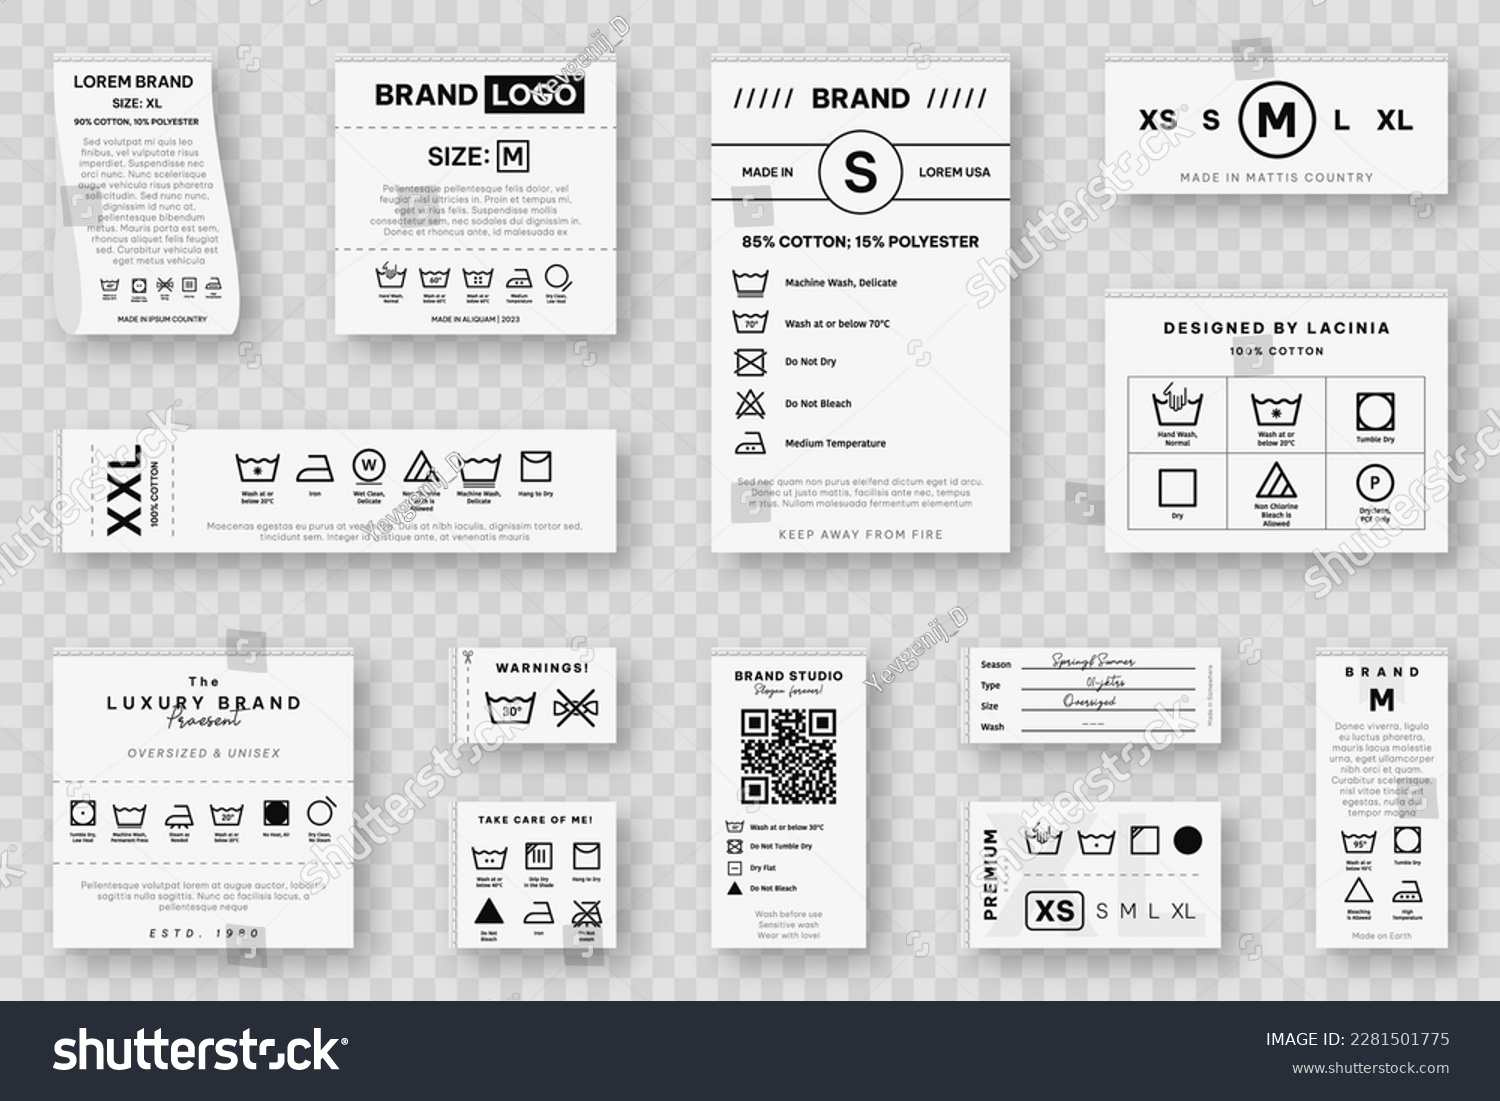 LOREM BRAND
SIZE: XL
90% COTTON, 10% POLYESTER
Sed volutpat mi quis leo
finibus, vel vulputate risus
imperdiet. Suspendisse nec
orci. Nunc scelerisque
augue vehicula risus pharetra
sollicitudin. Sed nunc nunc,
dignissim id nunc at,
pellentesque bibendum
metus. Mauris porta est sem,
rhoncus aliquet felis feugiat
sed. Curabitur vehicula est
eget metus vehicula
MADE IN IPSUM COUNTRY
BRAND LOGO
SIZE: M
Pellentesque pellentesque felis dolor, vel
feugiat nisl ultricies in. Proin et tempus mi,
eget varius felis. Suspendisse mollis
consectetur sem, nec sodales dui dignissim in.
Donec et rhoncus ante, id malesuada ex
Hand Wash, Normal
60°
Wash at or below 60°C
Wash at or below 60°C
Medium Temperature
Dry Clean, Low Heat
MADE IN ALIQUAM | 2023
///// BRAND /////
MADE IN S LOREM USA
85% COTTON; 15% POLYESTER
Machine Wash, Delicate
70° Wash at or below 70°C
Do Not Dry
Do Not Bleach
Medium Temperature
Sed nec quam non purus eleifend dictum eget id arcu.
Donec ut justo mattis, facilisis ante nec, tempus
metus. Nullam malesuada fermentum elementum
KEEP AWAY FROM FIRE
XS S M L XL
MADE IN MATTIS COUNTRY
DESIGNED BY LACINIA
100% COTTON
Hand Wash, Normal
Wash at or below 20°C
Tumble Dry
Dry
Non Chlorine Bleach is Allowed
P
Dryclean, PCE Only
XXL
100% COTTON
Wash at or below 20°C
Iron
W
Wet Clean, Delicate
Non Chlorine Bleach is Allowed
Machine Wash, Delicate
Hang to Dry
Maecenas egestas eu purus at venenatis. Duis at nibh iaculis, dignissim tortor sed,
tincidunt sem. Integer id tristique ante, at venenatis mauris
The
LUXURY BRAND
Praesent
OVERSIZED & UNISEX
Tumble Dry, Low Heat
Machine Wash, Permanent Press
Steam as Needed
20°
Wash at or below 20°C
No Heat, Air
Dry Clean, No Steam
Pellentesque volutpat lorem at augue auctor, lobortis
sagittis nulla sagittis. Nunc ac facilisis lacus, a
pellentesque neque
ESTD. 1980
WARNINGS!
30°
TAKE CARE OF ME!
Wash at or below 40°C
Drip Dry in the Shade
Hang to Dry
Do Not Bleach
Iron
BRAND STUDIO
Slogan forever!
Wash at or below 30°C
Do Not Tumble Dry
Dry Flat
Do Not Bleach
Wash before use
Sensitive wash
Wear with love!
Season Spring & Summer
Type 01-jktrs
Size Oversized
Wash ---
Made in Somewhere
PREMIUM
XS S M L XL
BRAND
M
Donec viverra, ligula
eu luctus pharetra,
mauris lacus molestie
urna, eget ullamcorper
nibh orci et quam.
Curabitur scelerisque,
nisl vitae tincidunt
egestas, nulla dui
tempor magna
95°
Wash at or below 95°C
Tumble Dry
Bleaching is Allowed
High Temperature
Made on Earth
shutterstock
Yevgenij_D
shutterstock
IMAGE ID: 2281501775
www.shutterstock.com